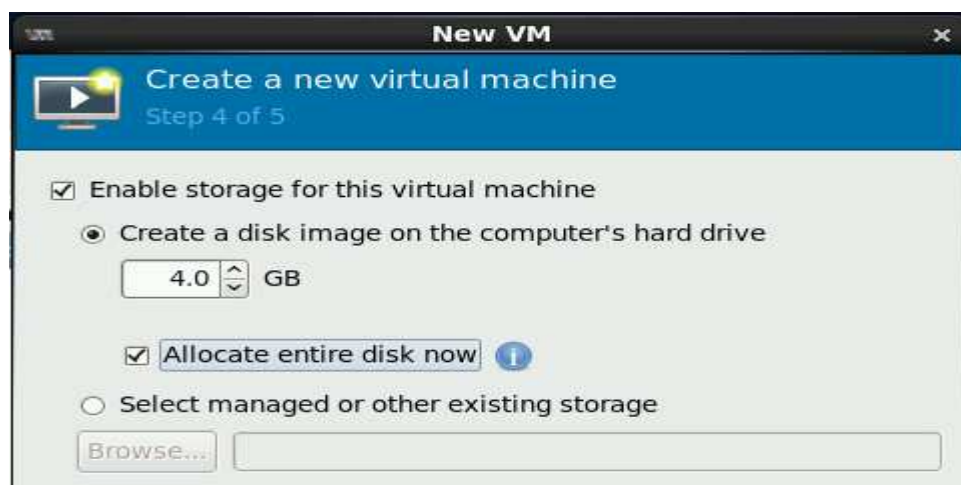 New VM
Create a new virtual machine
Step 4 of 5
Enable storage for this virtual machine
Create a disk image on the computer's hard drive
4.0 GB
Allocate entire disk now
Select managed or other existing storage
Browse...